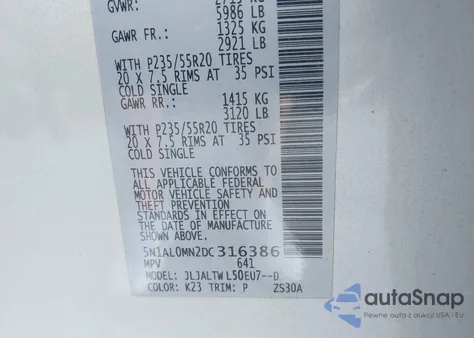 GVWR:
5986 LB
GAWR FR.: 1325 KG
2921 LB
WITH P235/55R20 TIRES
20 X 7.5 RIMS AT 35 PSI
COLD SINGLE
GAWR RR.: 1415 KG
3120 LB
WITH P235/55R20 TIRES
20 X 7.5 RIMS AT 35 PSI
COLD SINGLE
THIS VEHICLE CONFORMS TO
ALL APPLICABLE FEDERAL
MOTOR VEHICLE SAFETY AND
THEFT PREVENTION
STANDARDS IN EFFECT ON
THE DATE OF MANUFACTURE
SHOWN ABOVE.
5N1AL0MN2DC316386
MPV 641
MODEL: JLJALTWL50EU7--D
COLOR: K23 TRIM: P ZS30A
autoSnap
Pewne auto z aukcji USA i EU